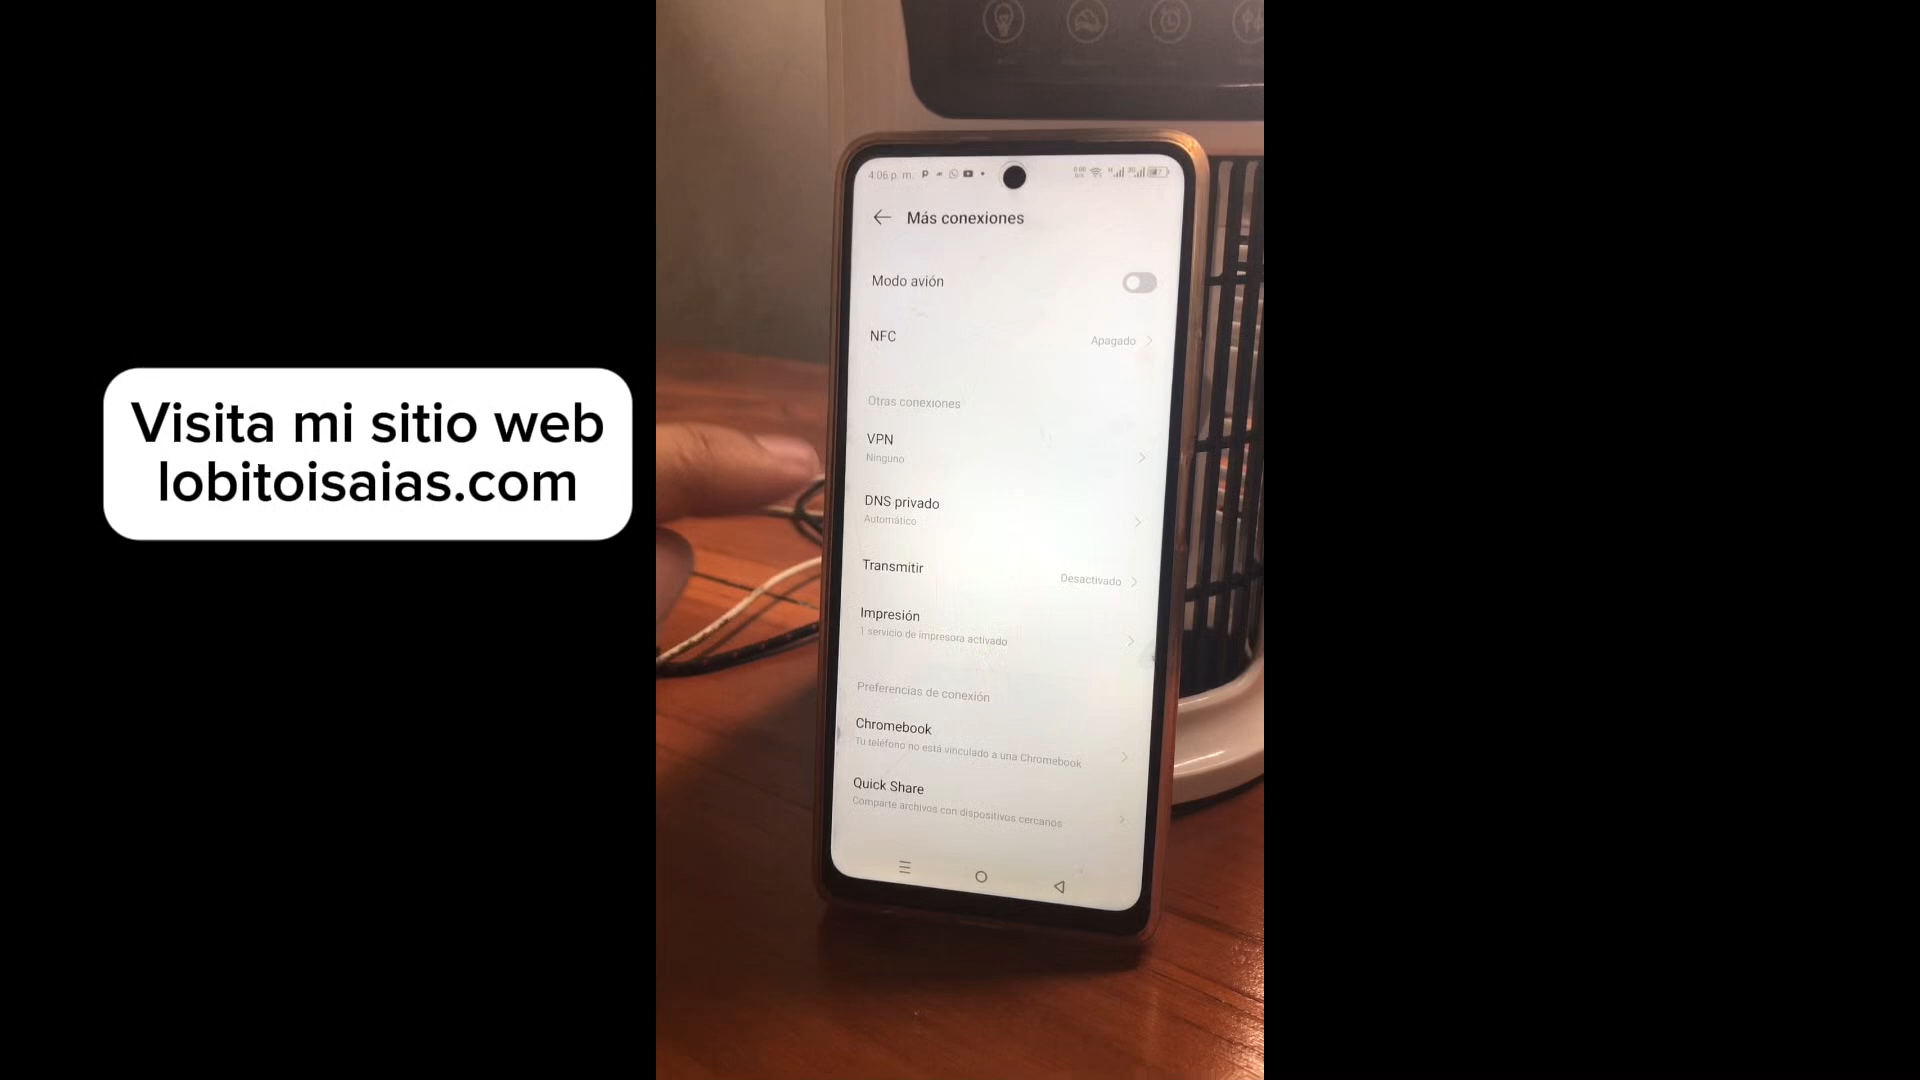 Visita mi sitio web
lobitoisaias.com
4:06 p. m.
Más conexiones
Modo avión
NFC
Apagado
Otras conexiones
VPN
Ninguno
DNS privado
Automático
Transmitir
Desactivado
Impresión
1 servicio de impresora activado
Preferencias de conexión
Chromebook
Tu teléfono no está vinculado a una Chromebook
Quick Share
Comparte archivos con dispositivos cercanos